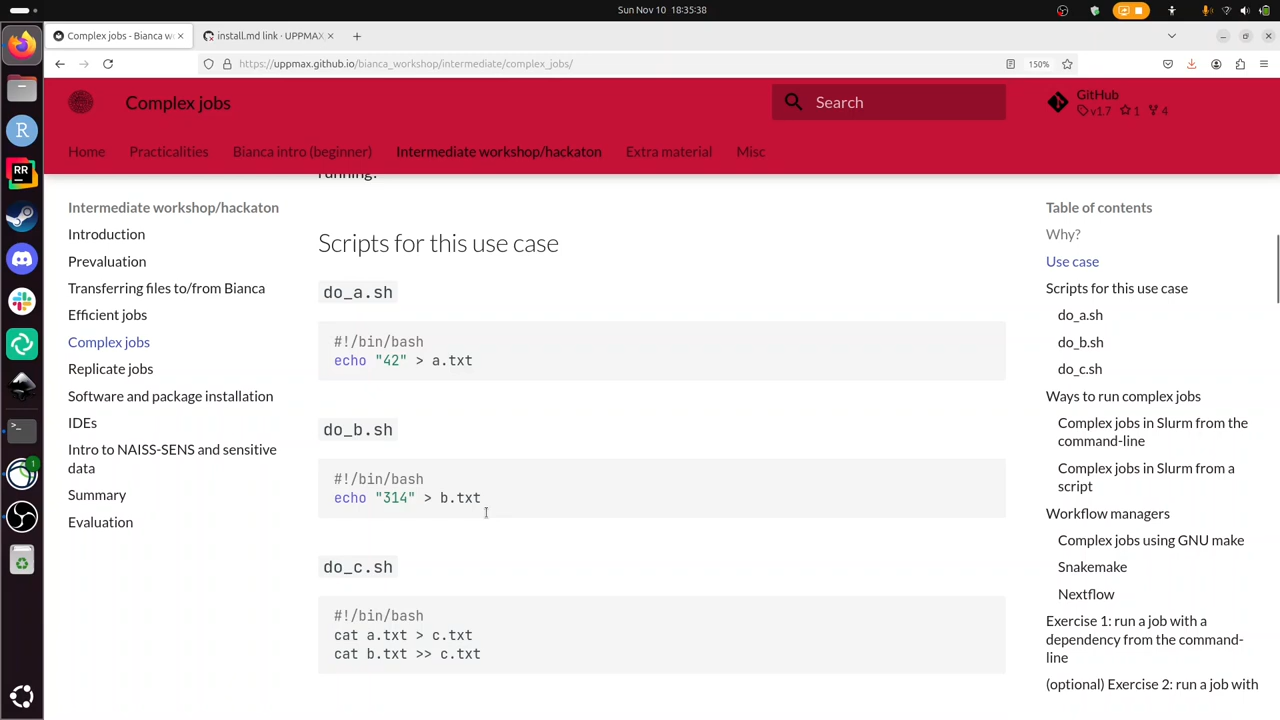 Sun Nov 10 18:35:38
Complex jobs - Bianca w
install.md link · UPPMAX
https://uppmax.github.io/bianca_workshop/intermediate/complex_jobs/
150%
Complex jobs
Search
GitHub
v1.7 1 4
Home Practicalities Bianca intro (beginner) Intermediate workshop/hackaton Extra material Misc
running.
Intermediate workshop/hackaton
Introduction
Prevaluation
Transferring files to/from Bianca
Efficient jobs
Complex jobs
Replicate jobs
Software and package installation
IDEs
Intro to NAISS-SENS and sensitive
data
Summary
Evaluation
Scripts for this use case
do_a.sh
#!/bin/bash
echo "42" > a.txt
do_b.sh
#!/bin/bash
echo "314" > b.txt
do_c.sh
#!/bin/bash
cat a.txt > c.txt
cat b.txt >> c.txt
Table of contents
Why?
Use case
Scripts for this use case
do_a.sh
do_b.sh
do_c.sh
Ways to run complex jobs
Complex jobs in Slurm from the
command-line
Complex jobs in Slurm from a
script
Workflow managers
Complex jobs using GNU make
Snakemake
Nextflow
Exercise 1: run a job with a
dependency from the command-
line
(optional) Exercise 2: run a job with
R
RR
1